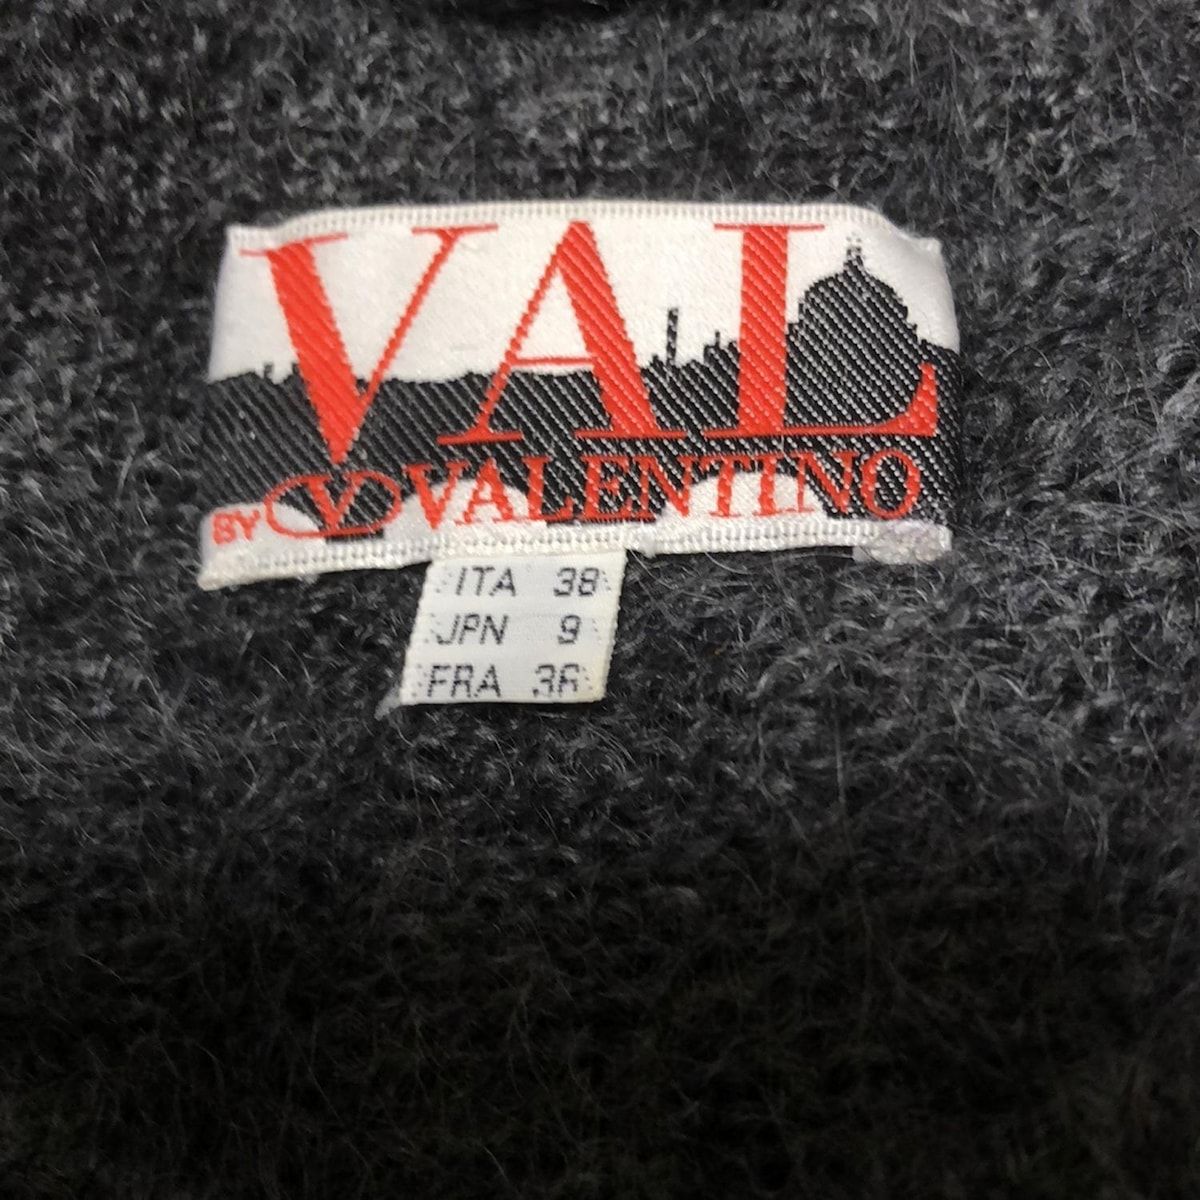 VAL
BY V VALENTINO
ITA 38
JPN 9
FRA 36